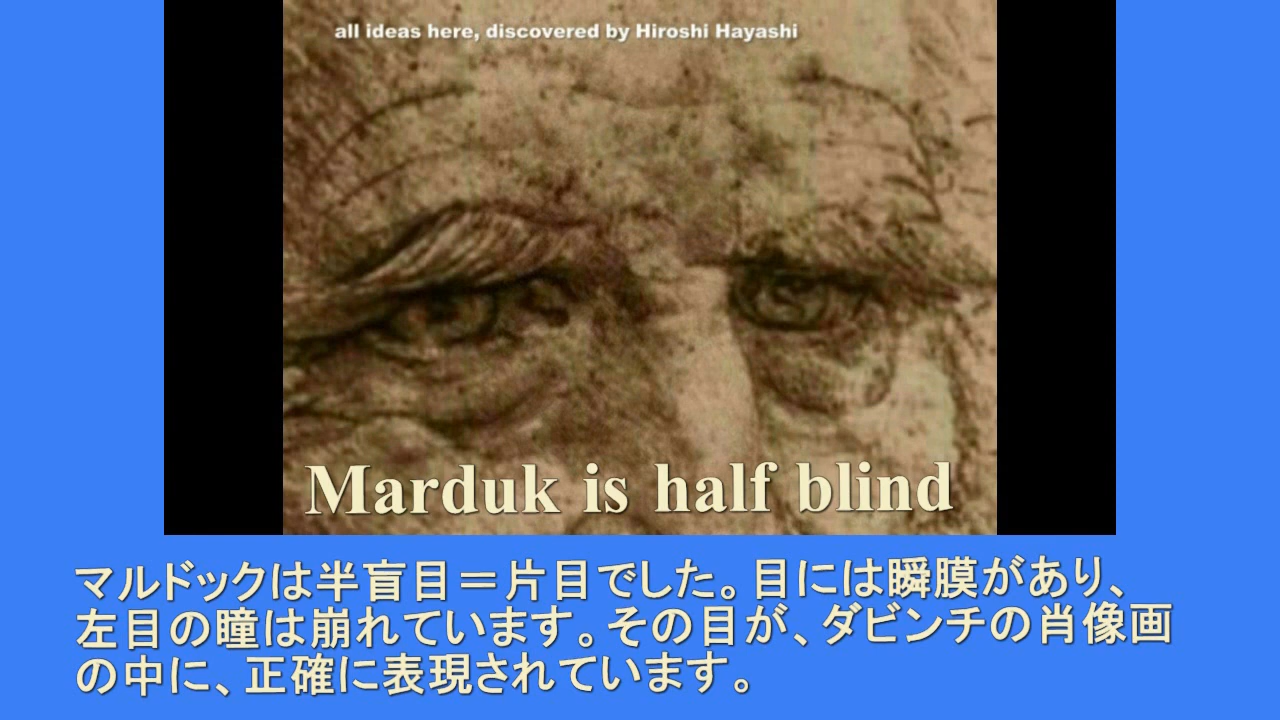 all ideas here, discovered by Hiroshi Hayashi
Marduk is half blind
マルドックは半盲目＝片目でした。目には瞬膜があり、
左目の瞳は崩れています。その目が、ダビンチの肖像画
の中に、正確に表現されています。